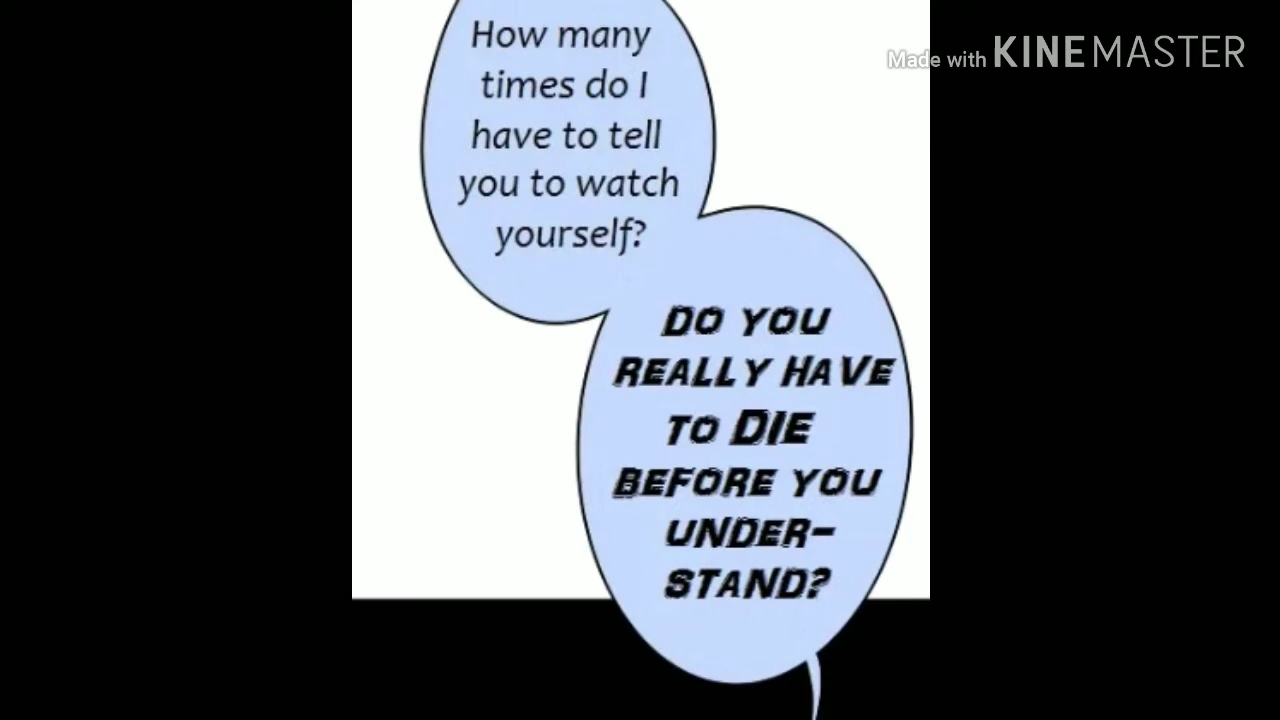 How many
times do I
have to tell
you to watch
yourself?
Made with KINEMASTER
DO YOU
REALLY HAVE
TO DIE
BEFORE YOU
UNDER-
STAND?